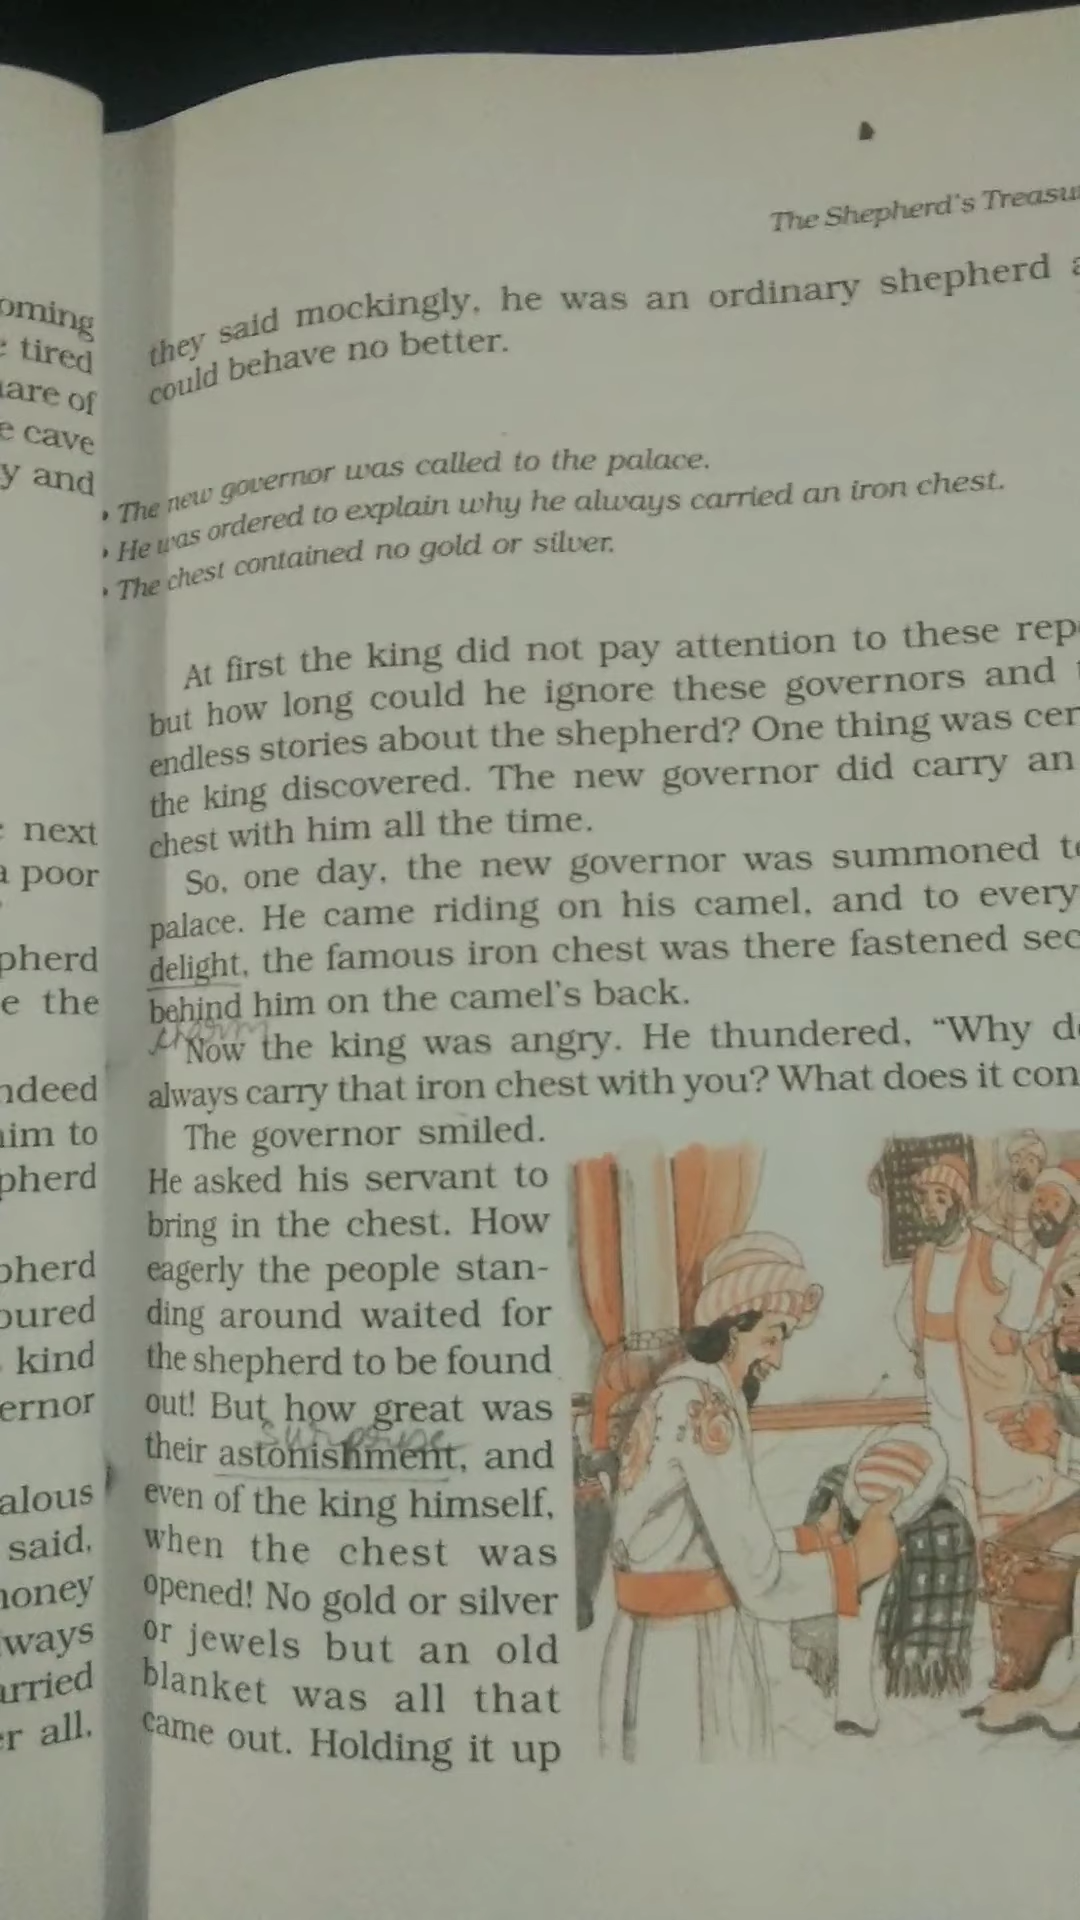 The Shepherd's
oming
tired
are of
cave
y and
next
poor
pherd
e the
ndeed
im to
pherd
pherd
oured
kind
ernor
alous
said,
oney
ways
rried
r all.
they said mockingly, he was an ordinary shepherd
could behave no better.
• The new governor was called to the palace.
• He was ordered to explain why he always carried an iron chest.
• The chest contained no gold or silver.
At first the king did not pay attention to these rep
but how long could he ignore these governors and
endless stories about the shepherd? One thing was cer
the king discovered. The new governor did carry an
chest with him all the time.
So, one day, the new governor was summoned
palace. He came riding on his camel, and to every
delight, the famous iron chest was there fastened sec
behind him on the camel's back.
charm
Now the king was angry. He thundered, "Why d
always carry that iron chest with you? What does it con
The governor smiled.
He asked his servant to
bring in the chest. How
eagerly the people stan-
ding around waited for
the shepherd to be found
out! But how great was
surprise
their astonishment, and
even of the king himself,
when the chest was
opened! No gold or silver
or jewels but an old
blanket was all that
came out. Holding it up